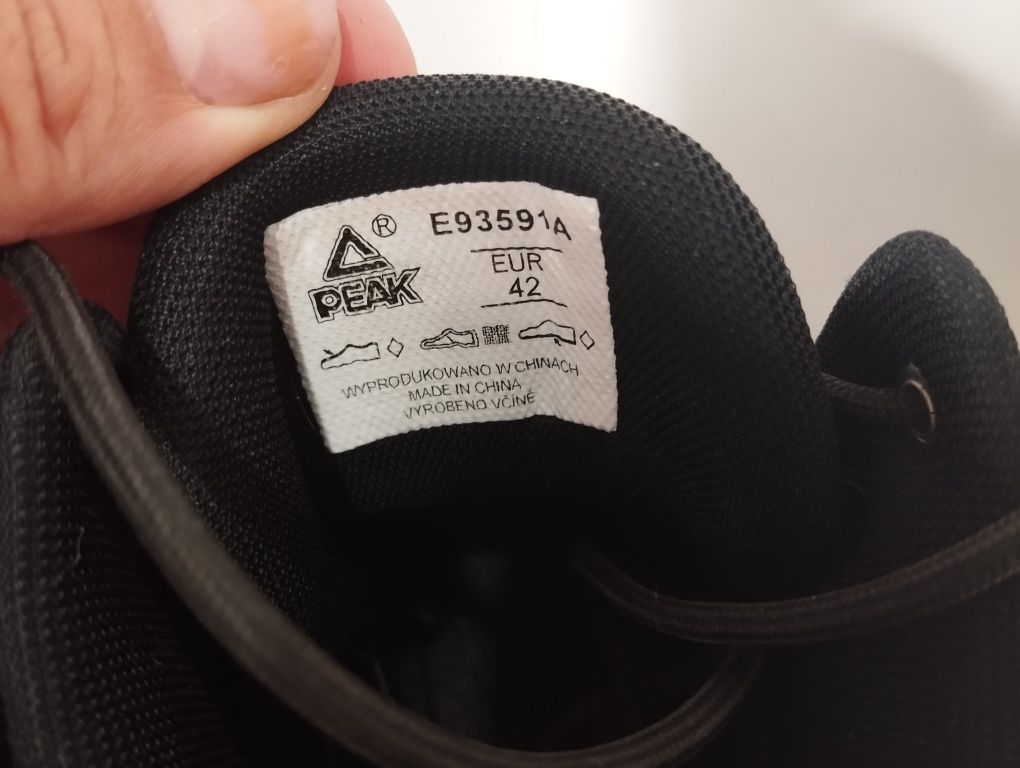 ® E93591A
PEAK
EUR
42
WYPRODUKOWANO W CHINACH
MADE IN CHINA
VYROBENO VČÍNĚ